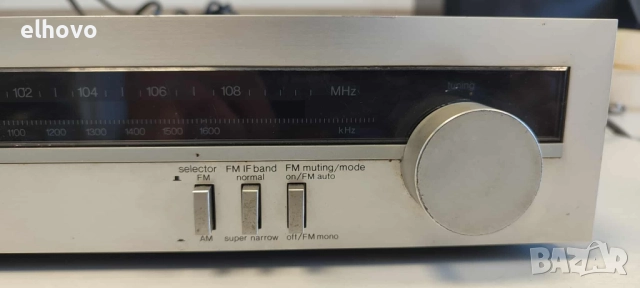 elhovo
102 104 106 108 MHz
1100 1200 1300 1400 1500 1600 kHz
selector FM IF band FM muting/mode
FM normal on/FM auto
AM super narrow off/FM mono
BAZAR